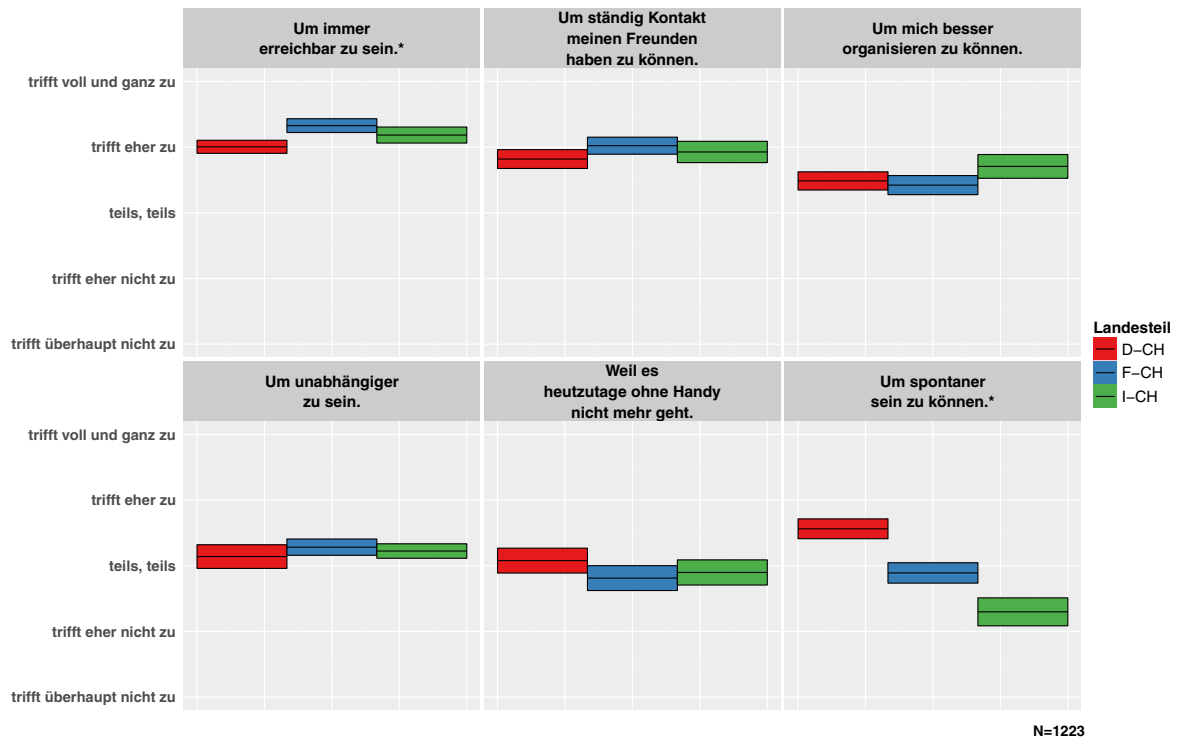 Um immer
erreichbar zu sein.*
Um ständig Kontakt
meinen Freunden
haben zu können.
Um mich besser
organisieren zu können.
trifft voll und ganz zu
trifft eher zu
teils, teils
trifft eher nicht zu
trifft überhaupt nicht zu
Um unabhängiger
zu sein.
Weil es
heutzutage ohne Handy
nicht mehr geht.
Um spontaner
sein zu können.*
trifft voll und ganz zu
trifft eher zu
teils, teils
trifft eher nicht zu
trifft überhaupt nicht zu
Landesteil
D−CH
F−CH
I−CH
N=1223